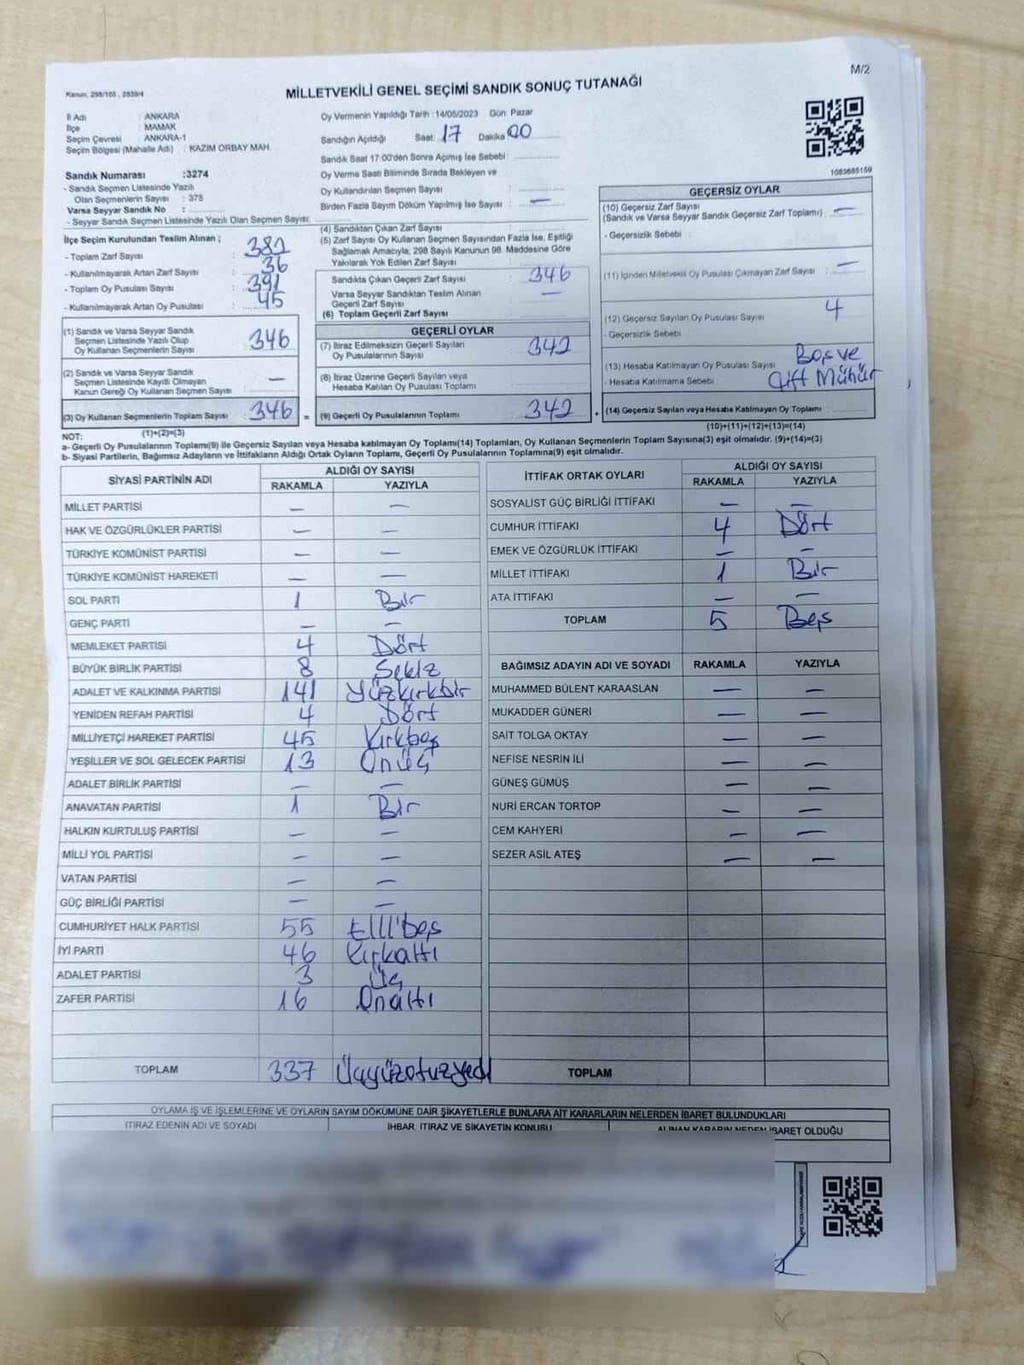 M/2
Kanun: 298/105 , 2839/4
MİLLETVEKİLİ GENEL SEÇİMİ SANDIK SONUÇ TUTANAĞI
İl Adı : ANKARA
İlçe : MAMAK
Seçim Çevresi : ANKARA-1
Seçim Bölgesi (Mahalle Adı) : KAZIM ORBAY MAH.
Sandık Numarası :3274
- Sandık Seçmen Listesinde Yazılı
Olan Seçmenlerin Sayısı : 375
Varsa Seyyar Sandık No :
- Seyyar Sandık Seçmen Listesinde Yazılı Olan Seçmen Sayısı:
Oy Vermenin Yapıldığı Tarih :14/05/2023 Gün: Pazar
Sandığın Açıldığı Saat: 17 Dakika 00
Sandık Saat 17:00'den Sonra Açılmış İse Sebebi :
Oy Verme Saati Bitiminde Sırada Bekleyen ve
Oy Kullandırılan Seçmen Sayısı :
Birden Fazla Sayım Döküm Yapılmış İse Sayısı : —
1083685159
İlçe Seçim Kurulundan Teslim Alınan ;
- Toplam Zarf Sayısı : 382
- Kullanılmayarak Artan Zarf Sayısı : 36
- Toplam Oy Pusulası Sayısı : 391
- Kullanılmayarak Artan Oy Pusulası : 45
(4) Sandıktan Çıkan Zarf Sayısı :
(5) Zarf Sayısı Oy Kullanan Seçmen Sayısından Fazla İse, Eşitliği
Sağlamak Amacıyla, 298 Sayılı Kanunun 98. Maddesine Göre
Yakılarak Yok Edilen Zarf Sayısı :
Sandıkta Çıkan Geçerli Zarf Sayısı : 346
Varsa Seyyar Sandıktan Teslim Alınan
Geçerli Zarf Sayısı : —
(6) Toplam Geçerli Zarf Sayısı
GEÇERSİZ OYLAR
(10) Geçersiz Zarf Sayısı
(Sandık ve Varsa Seyyar Sandık Geçersiz Zarf Toplamı) : —
- Geçersizlik Sebebi :
(11) İçinden Milletvekili Oy Pusulası Çıkmayan Zarf Sayısı : —
(12) Geçersiz Sayılan Oy Pusulası Sayısı : 4
- Geçersizlik Sebebi :
(13) Hesaba Katılmayan Oy Pusulası Sayısı : Boş ve
- Hesaba Katılmama Sebebi : Çift Mühür
(14) Geçersiz Sayılan veya Hesaba Katılmayan Oy Toplamı :
(10)+(11)+(12)+(13)=(14)
(1) Sandık ve Varsa Seyyar Sandık
Seçmen Listesinde Yazılı Olup
Oy Kullanan Seçmenlerin Sayısı : 346
(2) Sandık ve Varsa Seyyar Sandık
Seçmen Listesinde Kayıtlı Olmayan
Kanun Gereği Oy Kullanan Seçmen Sayısı : —
(3) Oy Kullanan Seçmenlerin Toplam Sayısı : 346 =
(1)+(2)=(3)
GEÇERLİ OYLAR
(7) İtiraz Edilmeksizin Geçerli Sayılan
Oy Pusulalarının Sayısı : 342
(8) İtiraz Üzerine Geçerli Sayılan veya
Hesaba Katılan Oy Pusulası Toplamı :
(9) Geçerli Oy Pusulalarının Toplamı : 342 +
NOT:
a- Geçerli Oy Pusulalarının Toplamı(9) ile Geçersiz Sayılan veya Hesaba katılmayan Oy Toplamı(14) Toplamları, Oy Kullanan Seçmenlerin Toplam Sayısına(3) eşit olmalıdır. (9)+(14)=(3)
b- Siyasi Partilerin, Bağımsız Adayların ve İttifakların Aldığı Ortak Oyların Toplamı, Geçerli Oy Pusulalarının Toplamına(9) eşit olmalıdır.
SİYASİ PARTİNİN ADI ALDIĞI OY SAYISI
RAKAMLA YAZIYLA
MİLLET PARTİSİ — —
HAK VE ÖZGÜRLÜKLER PARTİSİ — —
TÜRKİYE KOMÜNİST PARTİSİ — —
TÜRKİYE KOMÜNİST HAREKETİ — —
SOL PARTİ 1 Bir
GENÇ PARTİ — —
MEMLEKET PARTİSİ 4 Dört
BÜYÜK BİRLİK PARTİSİ 8 Sekiz
ADALET VE KALKINMA PARTİSİ 141 Yüzkırkbir
YENİDEN REFAH PARTİSİ 4 Dört
MİLLİYETÇİ HAREKET PARTİSİ 45 Kırkbeş
YEŞİLLER VE SOL GELECEK PARTİSİ 13 Onüç
ADALET BİRLİK PARTİSİ — —
ANAVATAN PARTİSİ 1 Bir
HALKIN KURTULUŞ PARTİSİ — —
MİLLİ YOL PARTİSİ — —
VATAN PARTİSİ — —
GÜÇ BİRLİĞİ PARTİSİ — —
CUMHURİYET HALK PARTİSİ 55 Ellibeş
İYİ PARTİ 46 Kırkaltı
ADALET PARTİSİ 3 Üç
ZAFER PARTİSİ 16 Onaltı
TOPLAM 337 Üçyüzotuzyedi
İTTİFAK ORTAK OYLARI ALDIĞI OY SAYISI
RAKAMLA YAZIYLA
SOSYALİST GÜÇ BİRLİĞİ İTTİFAKI — —
CUMHUR İTTİFAKI 4 Dört
EMEK VE ÖZGÜRLÜK İTTİFAKI — —
MİLLET İTTİFAKI 1 Bir
ATA İTTİFAKI — —
TOPLAM 5 Beş
BAĞIMSIZ ADAYIN ADI VE SOYADI RAKAMLA YAZIYLA
MUHAMMED BÜLENT KARAASLAN — —
MUKADDER GÜNERİ — —
SAİT TOLGA OKTAY — —
NEFİSE NESRİN İLİ — —
GÜNEŞ GÜMÜŞ — —
NURİ ERCAN TORTOP — —
CEM KAHYERİ — —
SEZER ASİL ATEŞ — —
TOPLAM
OYLAMA İŞ VE İŞLEMLERİNE VE OYLARIN SAYIM DÖKÜMÜNE DAİR ŞİKAYETLERLE BUNLARA AİT KARARLARIN NELERDEN İBARET BULUNDUKLARI
İTİRAZ EDENİN ADI VE SOYADI İHBAR, İTİRAZ VE ŞİKAYETİN KONUSU ALINAN KARARIN NEDEN İBARET OLDUĞU